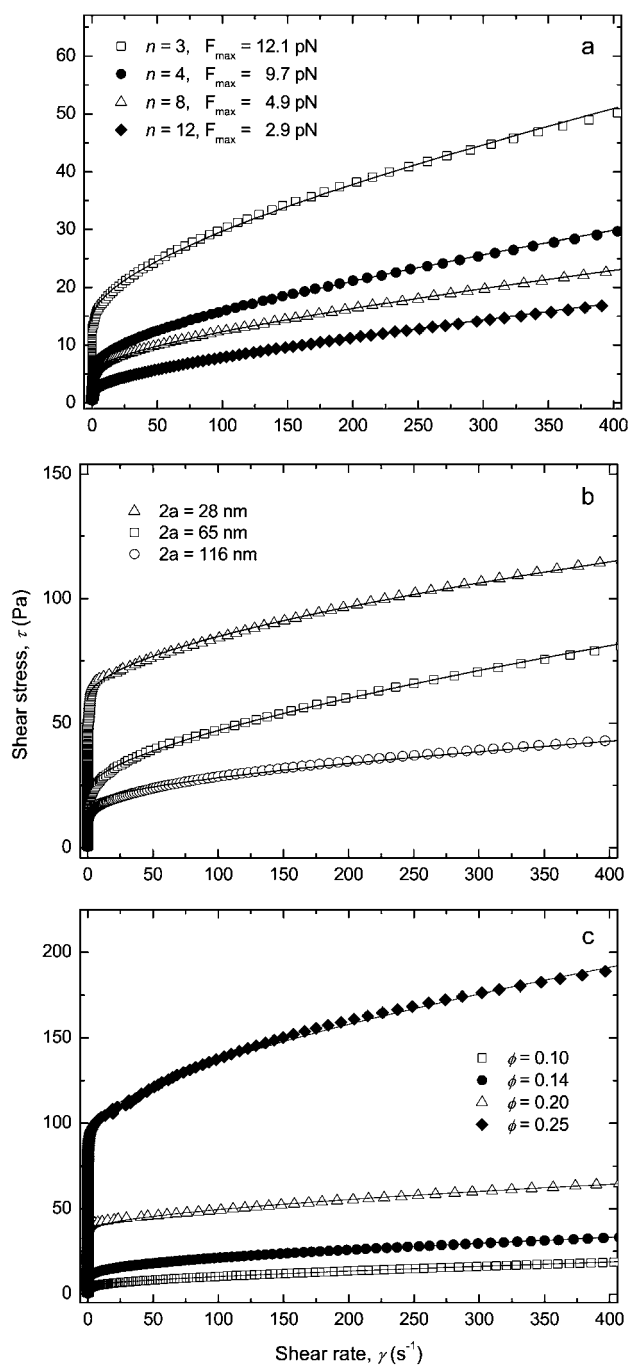 a
n = 3, Fmax = 12.1 pN
n = 4, Fmax = 9.7 pN
n = 8, Fmax = 4.9 pN
n = 12, Fmax = 2.9 pN
60
50
40
30
20
10
0
0 50 100 150 200 250 300 350 400
b
2a = 28 nm
2a = 65 nm
2a = 116 nm
150
100
50
0
0 50 100 150 200 250 300 350 400
Shear stress, τ (Pa)
c
ϕ = 0.10
ϕ = 0.14
ϕ = 0.20
ϕ = 0.25
200
150
100
50
0
0 50 100 150 200 250 300 350 400
Shear rate, γ (s⁻¹)